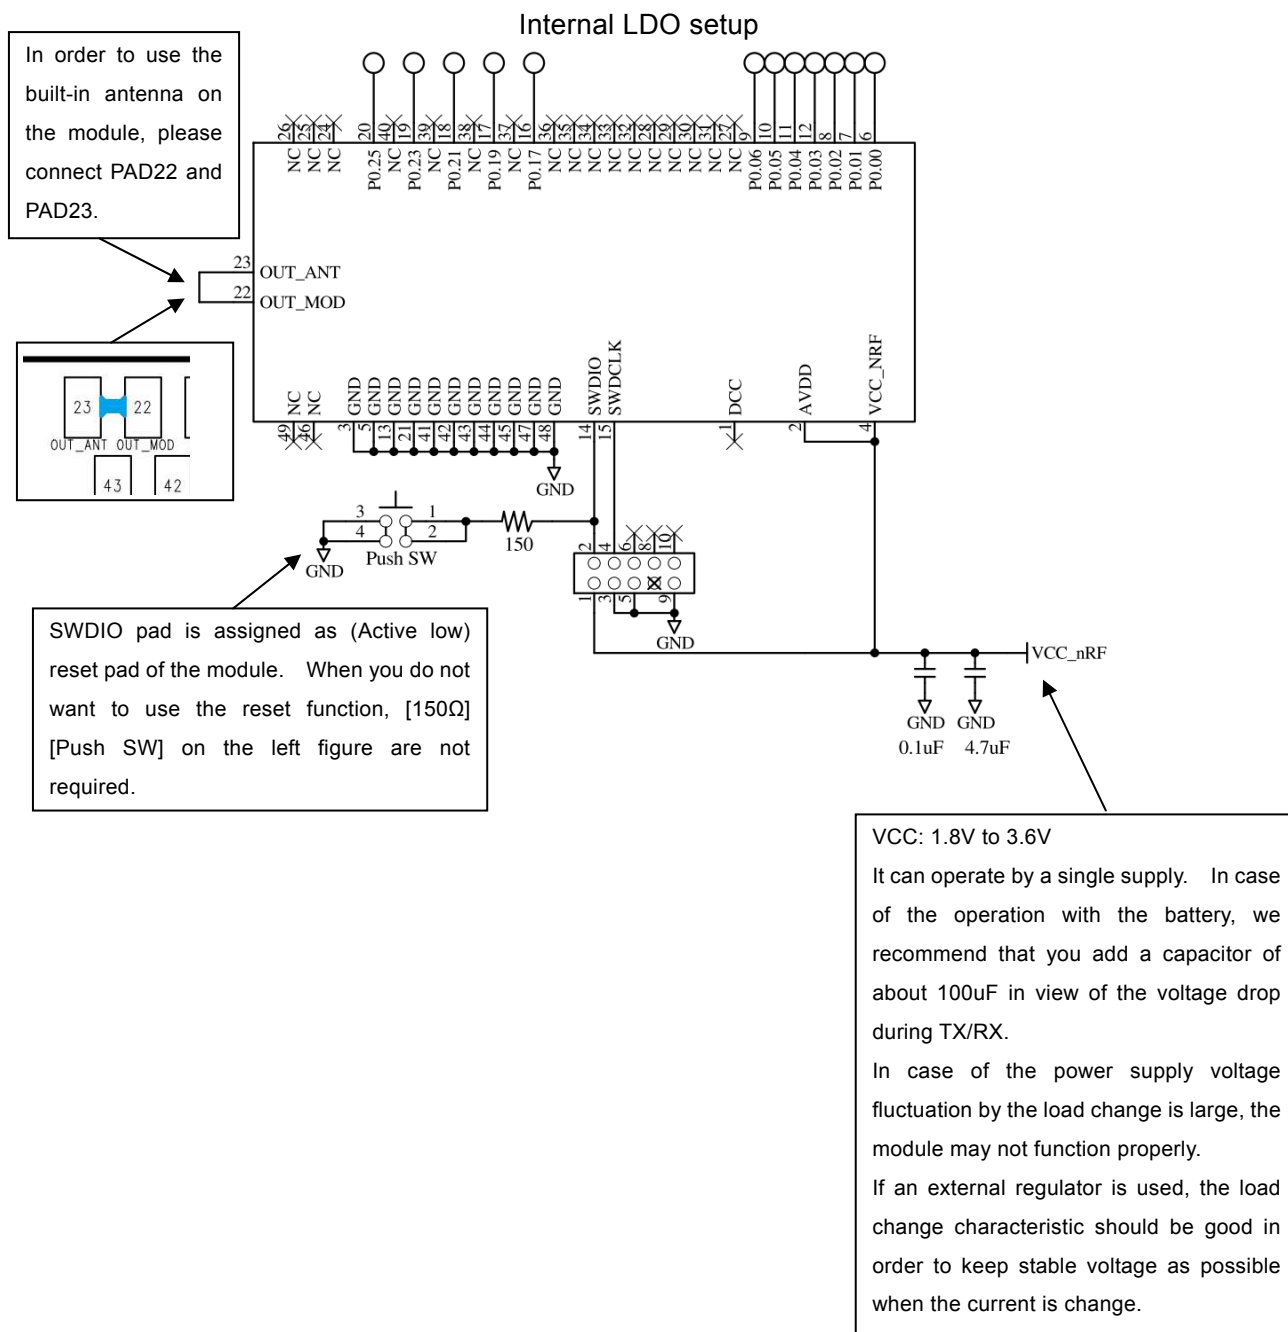 Internal LDO setup
In order to use the
built-in antenna on
the module, please
connect PAD22 and
PAD23.
26 25 24 20 40 19 39 18 38 17 37 16 36 35 34 33 32 28 29 30 31 27 9 10 11 12 8 7 6
NC NC NC P0.25 NC P0.23 NC P0.21 NC P0.19 NC P0.17 NC NC NC NC NC NC NC NC NC NC P0.06 P0.05 P0.04 P0.03 P0.02 P0.01 P0.00
23 OUT_ANT
22 OUT_MOD
NC NC GND GND GND GND GND GND GND GND GND GND GND SWDIO SWDCLK DCC AVDD VCC_NRF
49 46 3 5 13 21 41 42 43 44 45 47 48 14 15 1 2 4
23 22
OUT_ANT OUT_MOD
43 42
GND
3 1
4 2
Push SW
GND
150
2 4 6 8 10
1 3 5 9
GND
VCC_nRF
GND GND
0.1uF 4.7uF
SWDIO pad is assigned as (Active low)
reset pad of the module. When you do not
want to use the reset function, [150Ω]
[Push SW] on the left figure are not
required.
VCC: 1.8V to 3.6V
It can operate by a single supply. In case
of the operation with the battery, we
recommend that you add a capacitor of
about 100uF in view of the voltage drop
during TX/RX.
In case of the power supply voltage
fluctuation by the load change is large, the
module may not function properly.
If an external regulator is used, the load
change characteristic should be good in
order to keep stable voltage as possible
when the current is change.